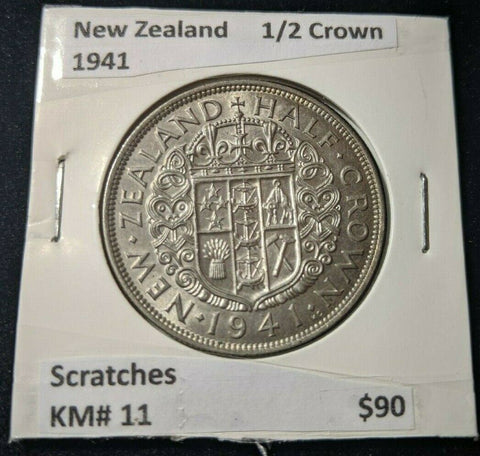 New Zealand 1/2 Crown
1941
NEW · ZEALAND HALF · CROWN
· 1941 ·
Scratches
KM# 11 $90